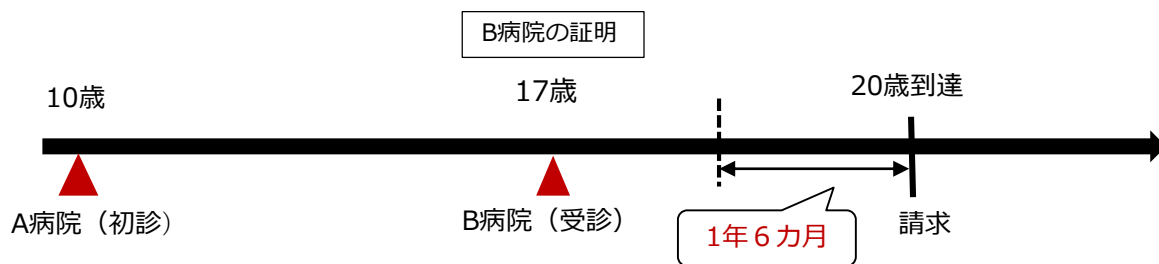 B病院の証明
10歳
17歳
20歳到達
A病院（初診）
B病院（受診）
1年６カ月
請求